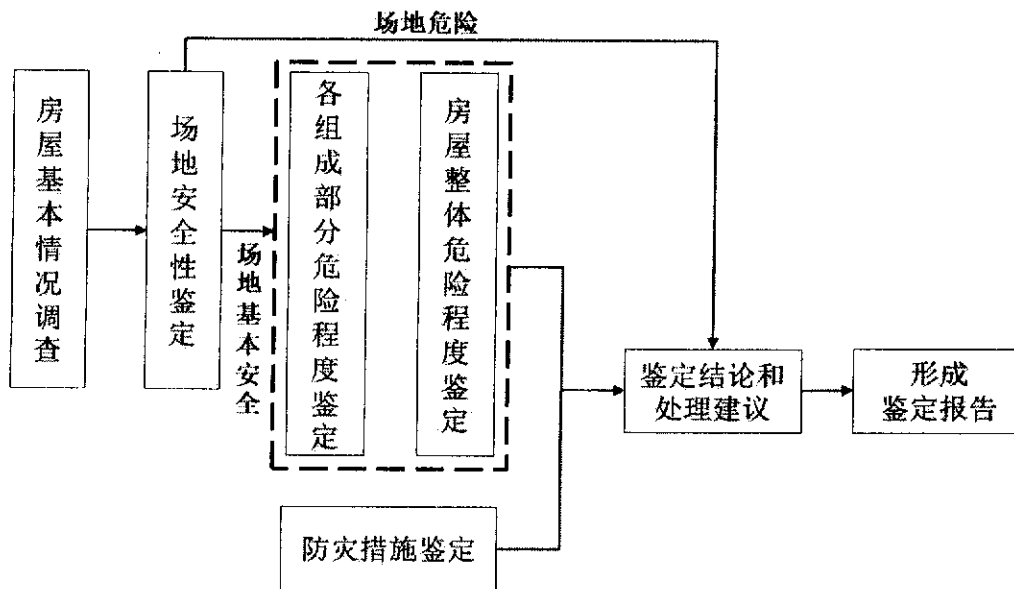 场地危险
房屋基本情况调查
场地安全性鉴定
场地基本安全
各组成部分危险程度鉴定
房屋整体危险程度鉴定
鉴定结论和
处理建议
形成
鉴定报告
防灾措施鉴定